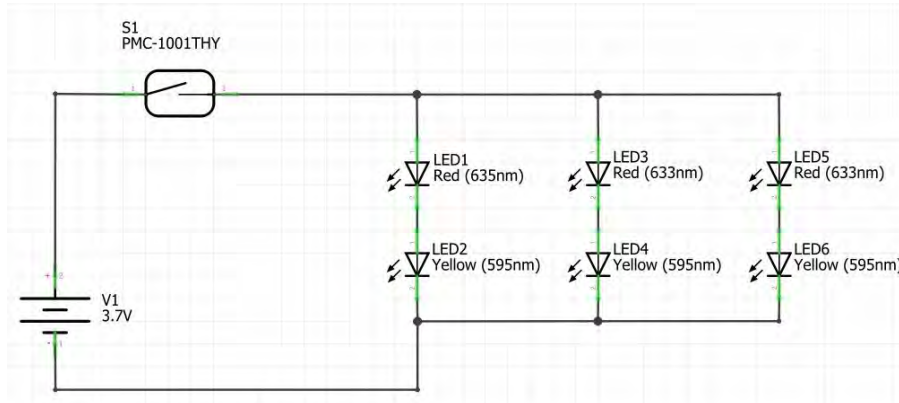 S1
PMC-1001THY
LED1
Red (635nm)
LED3
Red (633nm)
LED5
Red (633nm)
LED2
Yellow (595nm)
LED4
Yellow (595nm)
LED6
Yellow (595nm)
V1
3.7V